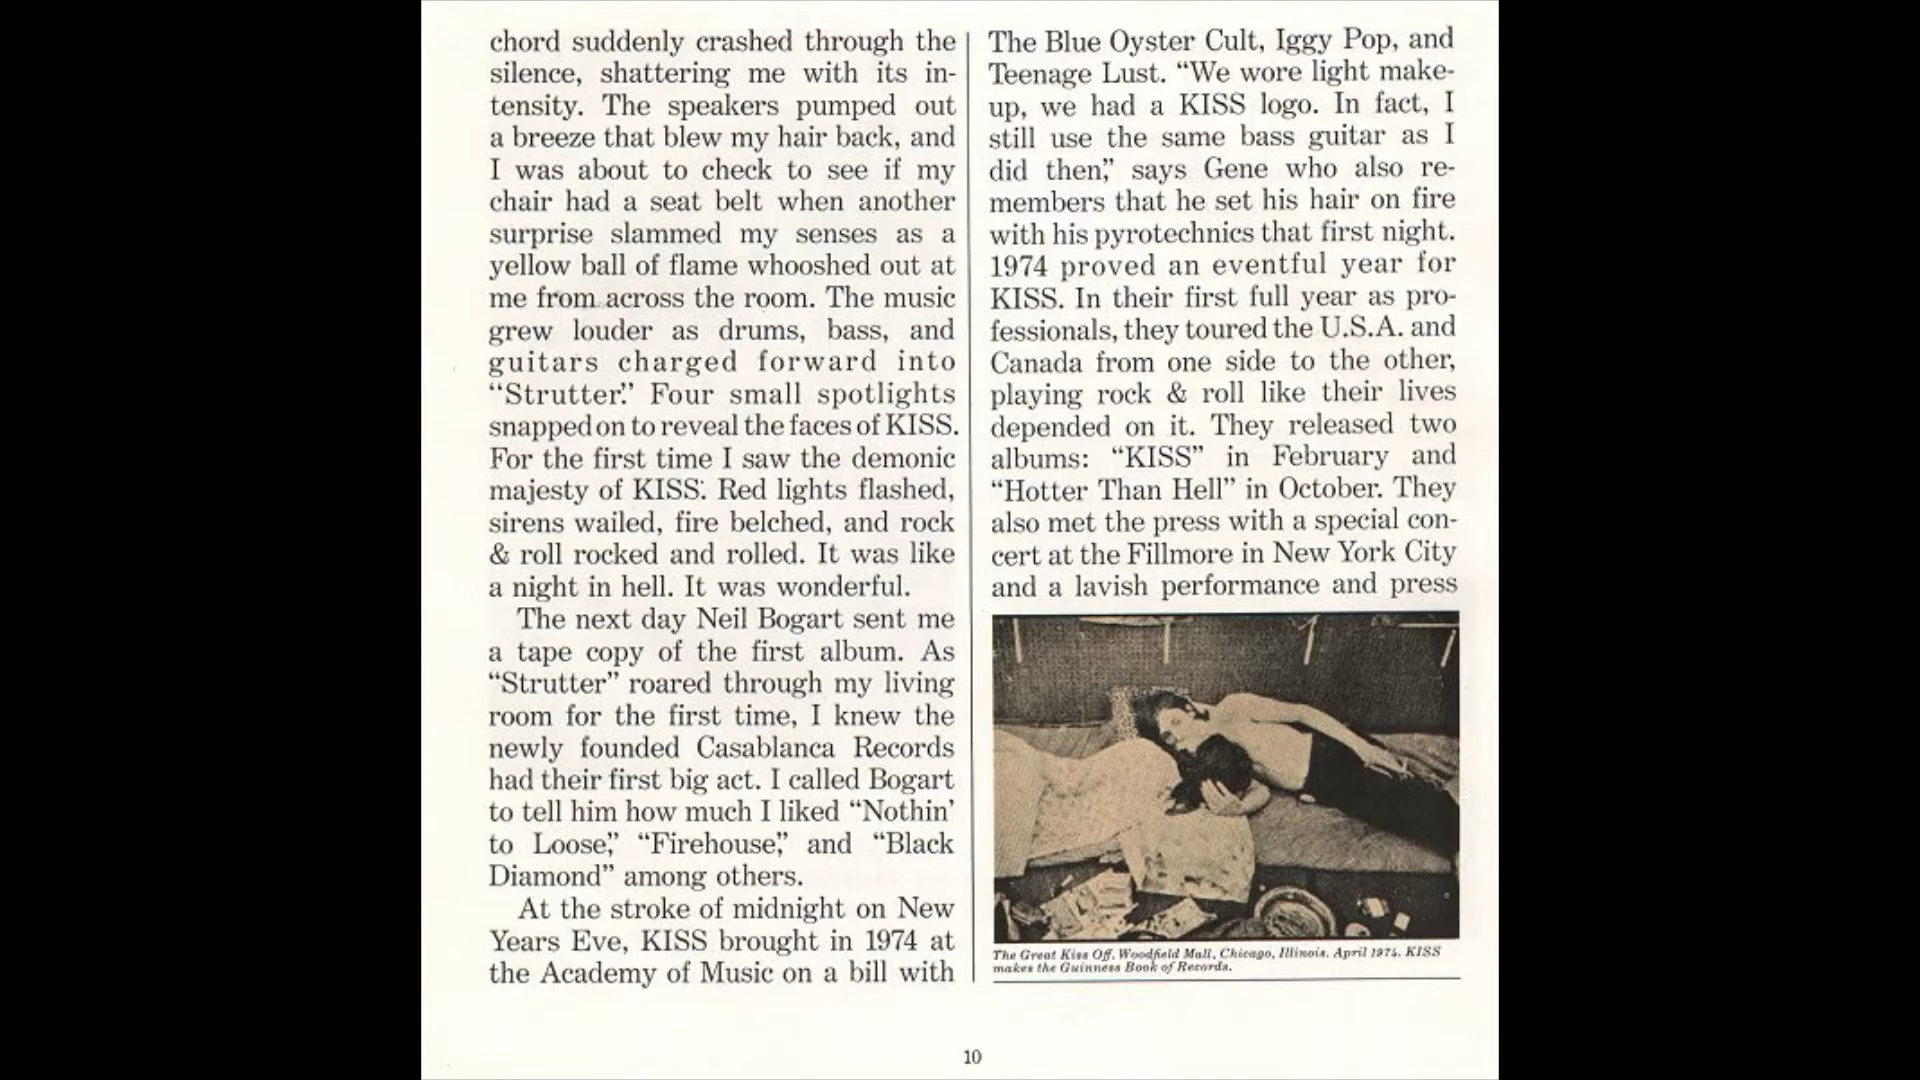 chord suddenly crashed through the
silence, shattering me with its in-
tensity. The speakers pumped out
a breeze that blew my hair back, and
I was about to check to see if my
chair had a seat belt when another
surprise slammed my senses as a
yellow ball of flame whooshed out at
me from across the room. The music
grew louder as drums, bass, and
guitars charged forward into
“Strutter.” Four small spotlights
snapped on to reveal the faces of KISS.
For the first time I saw the demonic
majesty of KISS. Red lights flashed,
sirens wailed, fire belched, and rock
& roll rocked and rolled. It was like
a night in hell. It was wonderful.
The next day Neil Bogart sent me
a tape copy of the first album. As
“Strutter” roared through my living
room for the first time, I knew the
newly founded Casablanca Records
had their first big act. I called Bogart
to tell him how much I liked “Nothin’
to Loose,” “Firehouse,” and “Black
Diamond” among others.
At the stroke of midnight on New
Years Eve, KISS brought in 1974 at
the Academy of Music on a bill with
The Blue Oyster Cult, Iggy Pop, and
Teenage Lust. “We wore light make-
up, we had a KISS logo. In fact, I
still use the same bass guitar as I
did then,” says Gene who also re-
members that he set his hair on fire
with his pyrotechnics that first night.
1974 proved an eventful year for
KISS. In their first full year as pro-
fessionals, they toured the U.S.A. and
Canada from one side to the other,
playing rock & roll like their lives
depended on it. They released two
albums: “KISS” in February and
“Hotter Than Hell” in October. They
also met the press with a special con-
cert at the Fillmore in New York City
and a lavish performance and press
The Great Kiss Off, Woodfield Mall, Chicago, Illinois. April 1974. KISS
makes the Guinness Book of Records.
10